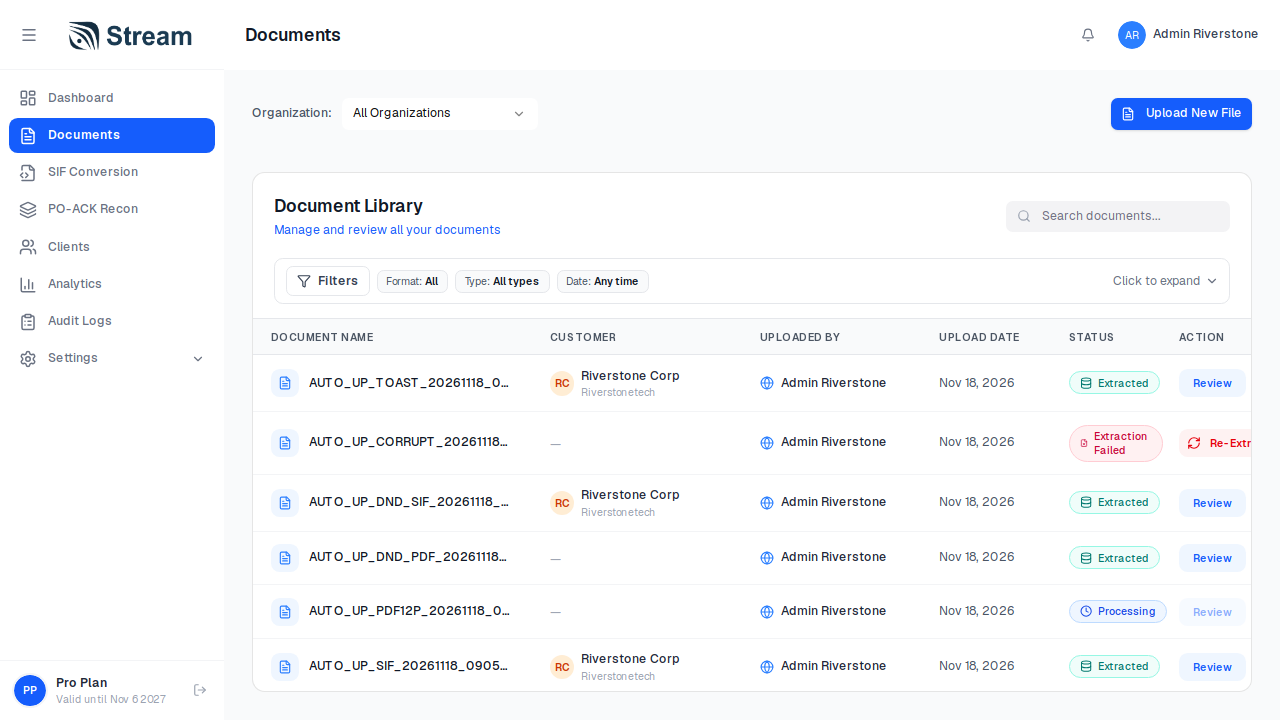 Stream
Documents
AR Admin Riverstone
Dashboard
Documents
SIF Conversion
PO-ACK Recon
Clients
Analytics
Audit Logs
Settings
PP Pro Plan
Valid until Nov 6 2027
Organization: All Organizations
Upload New File
Document Library
Manage and review all your documents
Search documents...
Filters Format: All Type: All types Date: Any time Click to expand
DOCUMENT NAME CUSTOMER UPLOADED BY UPLOAD DATE STATUS ACTION
AUTO_UP_TOAST_20261118_0... RC Riverstone Corp Admin Riverstone Nov 18, 2026 Extracted Review
Riverstonetech
AUTO_UP_CORRUPT_20261118... — Admin Riverstone Nov 18, 2026 Extraction Failed Re-Extr
AUTO_UP_DND_SIF_20261118_... RC Riverstone Corp Admin Riverstone Nov 18, 2026 Extracted Review
Riverstonetech
AUTO_UP_DND_PDF_20261118... — Admin Riverstone Nov 18, 2026 Extracted Review
AUTO_UP_PDF12P_20261118_0... — Admin Riverstone Nov 18, 2026 Processing Review
AUTO_UP_SIF_20261118_0905... RC Riverstone Corp Admin Riverstone Nov 18, 2026 Extracted Review
Riverstonetech